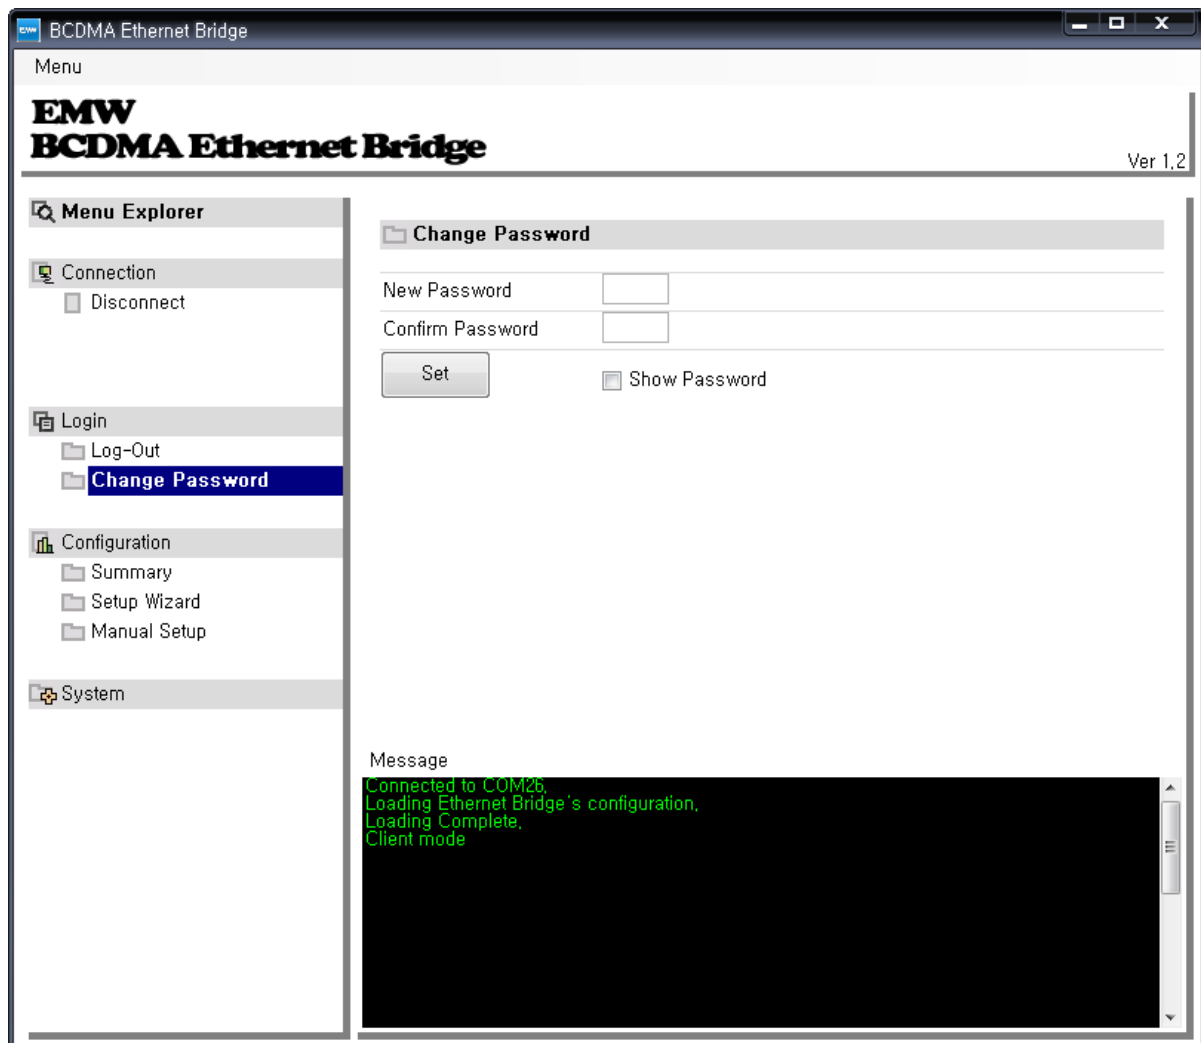 EMW BCDMA Ethernet Bridge
Menu
EMW
BCDMA Ethernet Bridge
Ver 1.2
Menu Explorer
Connection
Disconnect
Login
Log-Out
Change Password
Configuration
Summary
Setup Wizard
Manual Setup
System
Change Password
New Password
Confirm Password
Set
Show Password
Message
Connected to COM26.
Loading Ethernet Bridge's configuration.
Loading Complete.
Client mode